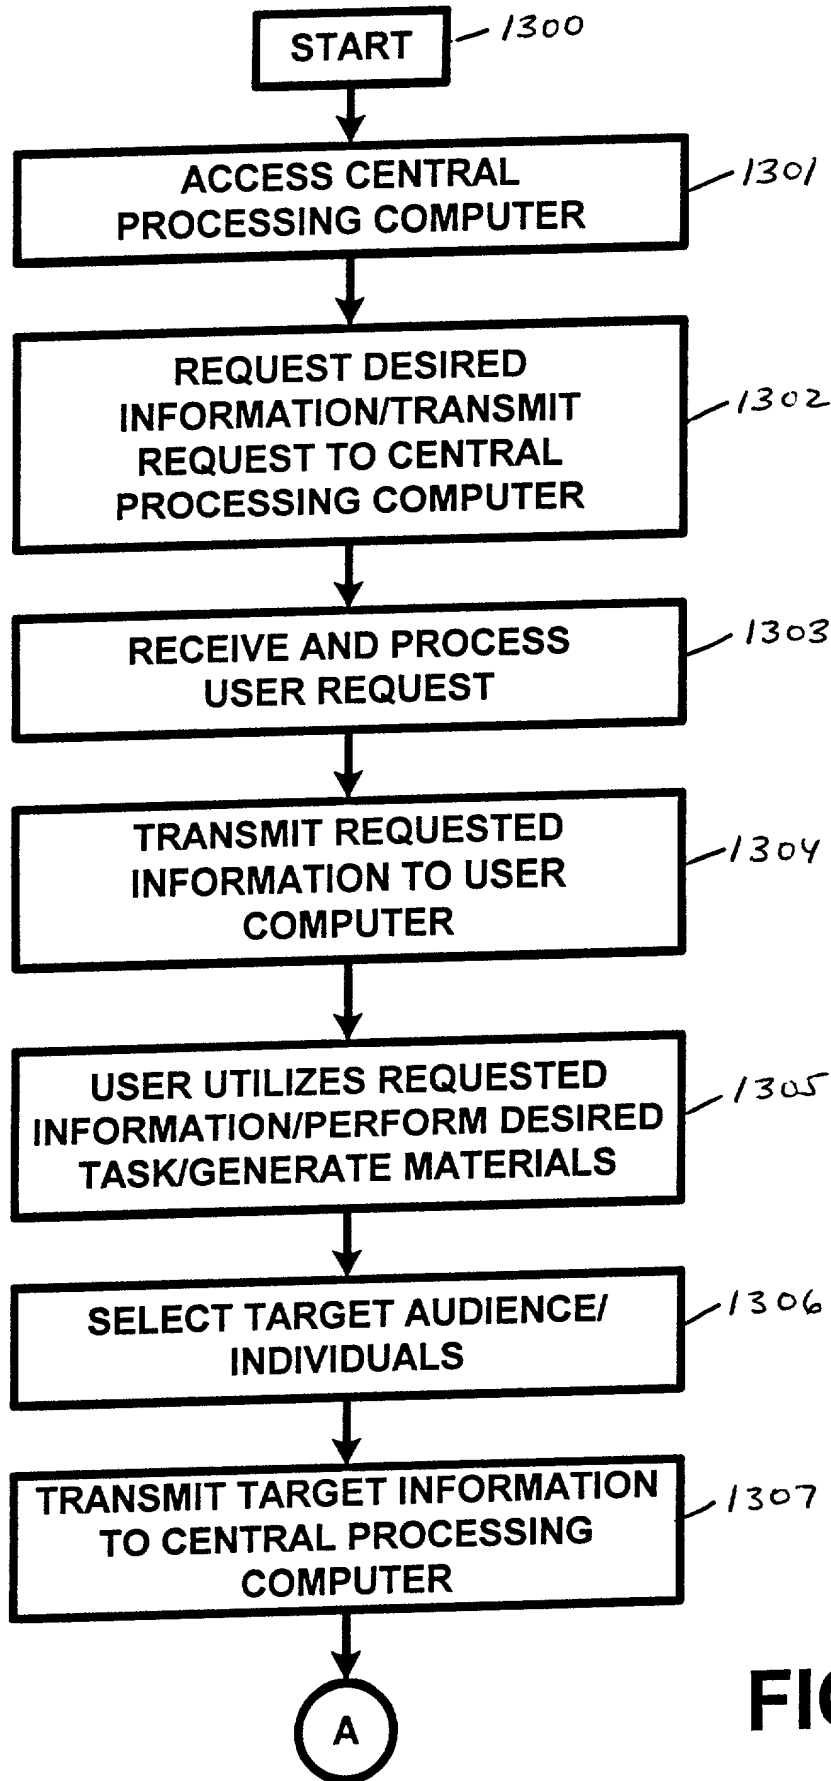 START
1300
ACCESS CENTRAL
PROCESSING COMPUTER
1301
REQUEST DESIRED
INFORMATION/TRANSMIT
REQUEST TO CENTRAL
PROCESSING COMPUTER
1302
RECEIVE AND PROCESS
USER REQUEST
1303
TRANSMIT REQUESTED
INFORMATION TO USER
COMPUTER
1304
USER UTILIZES REQUESTED
INFORMATION/PERFORM DESIRED
TASK/GENERATE MATERIALS
1305
SELECT TARGET AUDIENCE/
INDIVIDUALS
1306
TRANSMIT TARGET INFORMATION
TO CENTRAL PROCESSING
COMPUTER
1307
A